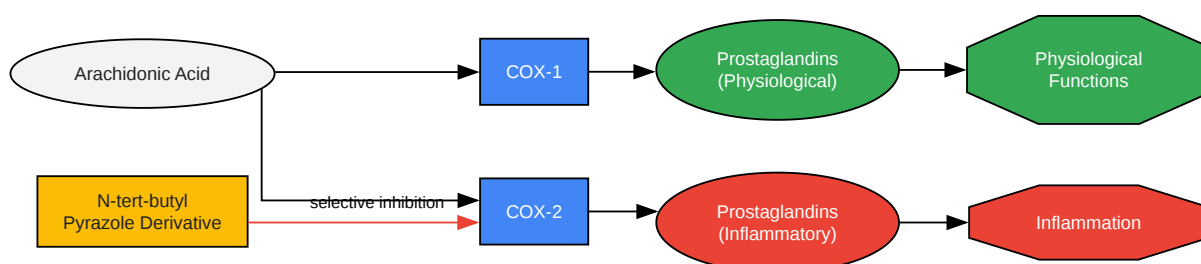 Arachidonic Acid
COX-1
Prostaglandins
(Physiological)
Physiological
Functions
N-tert-butyl
Pyrazole Derivative
selective inhibition
COX-2
Prostaglandins
(Inflammatory)
Inflammation